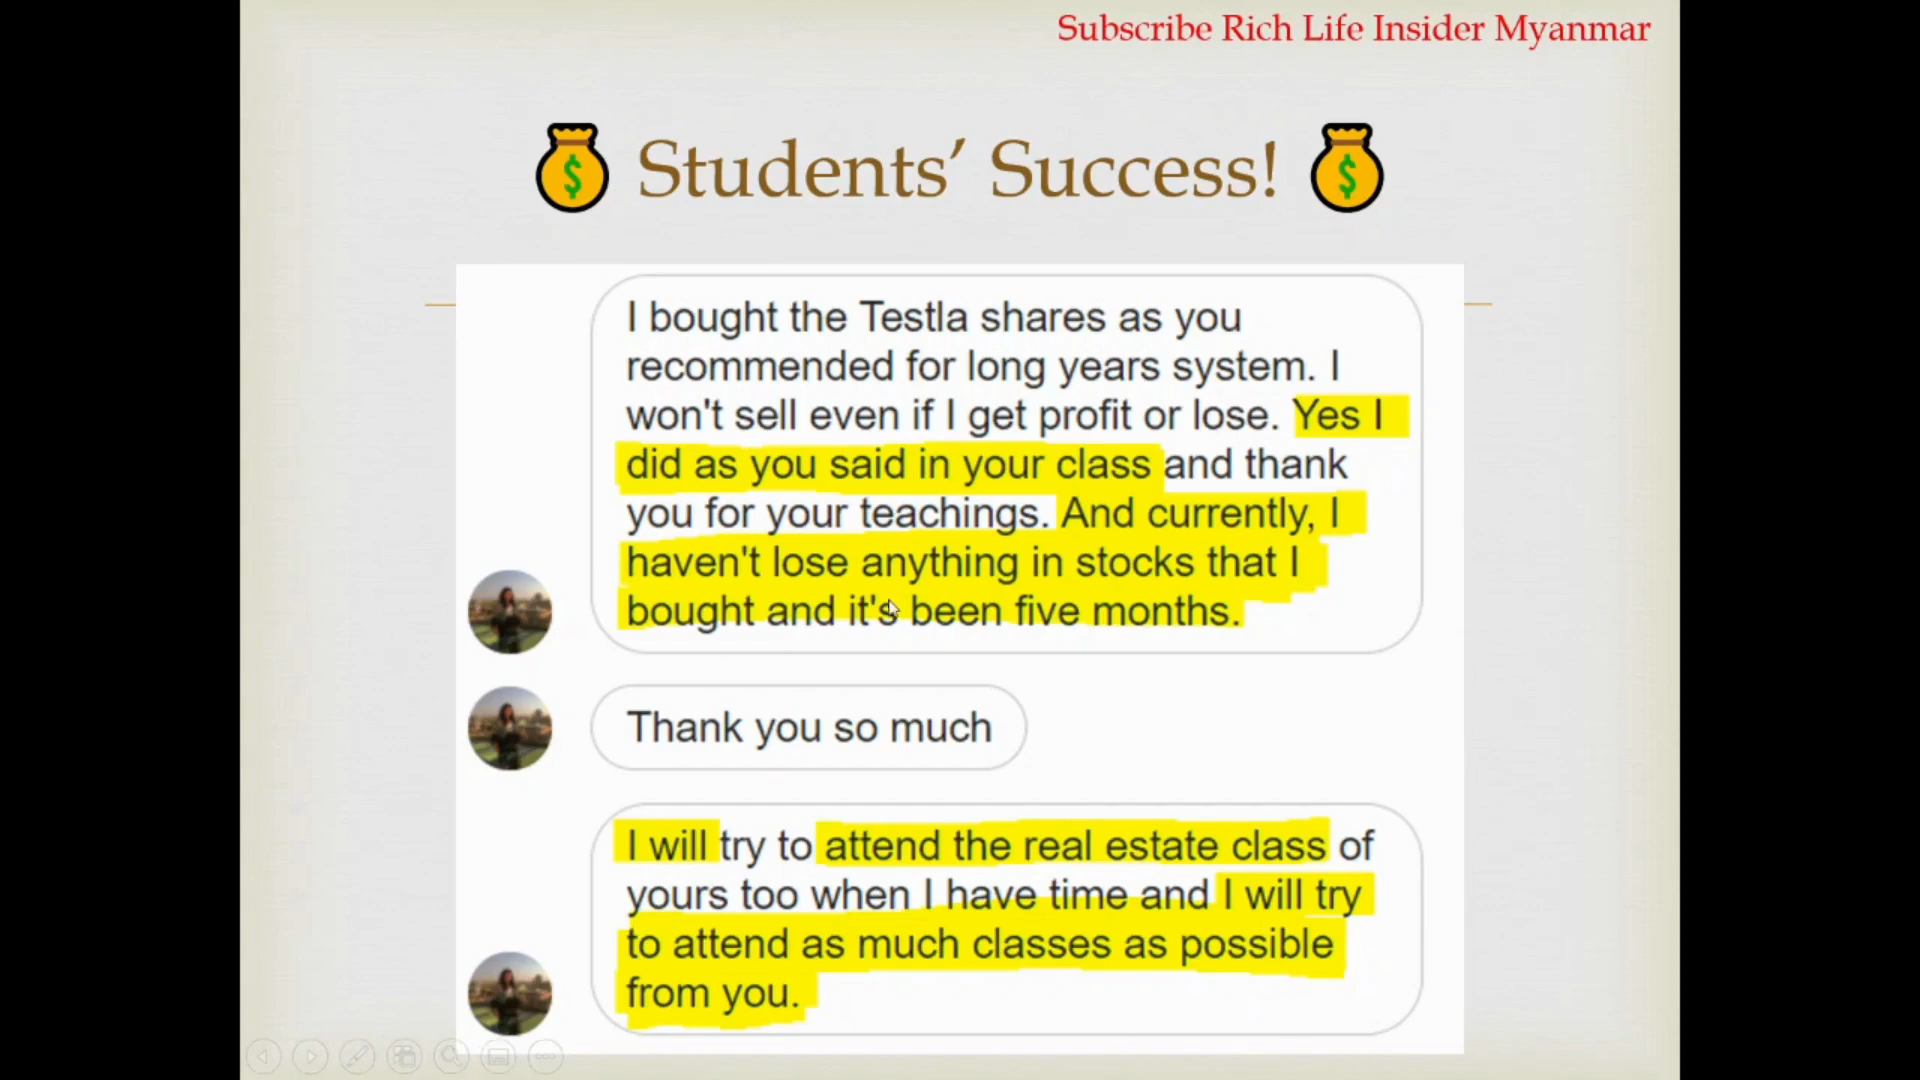 Subscribe Rich Life Insider Myanmar
Students’ Success!
I bought the Testla shares as you
recommended for long years system. I
won't sell even if I get profit or lose. Yes I
did as you said in your class and thank
you for your teachings. And currently, I
haven't lose anything in stocks that I
bought and it's been five months.
Thank you so much
I will try to attend the real estate class of
yours too when I have time and I will try
to attend as much classes as possible
from you.